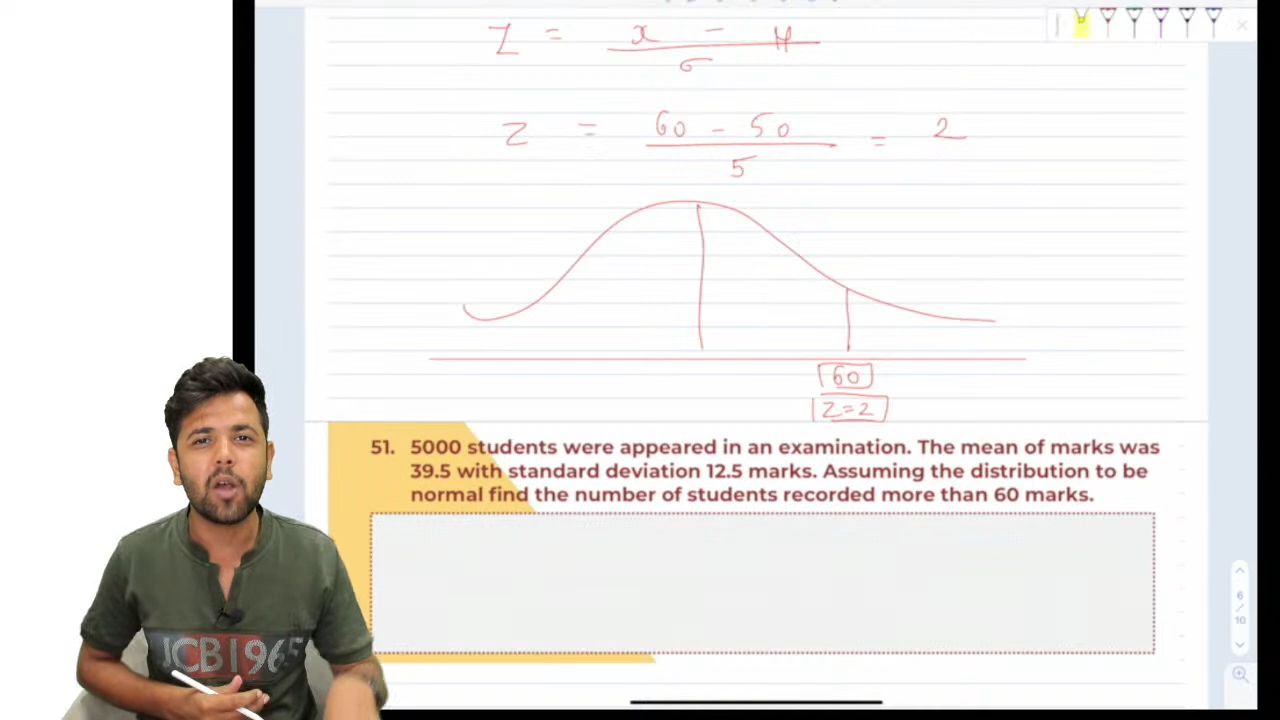 Z = x - μ
σ
Z = 60 - 50 = 2
5
60
Z=2
51. 5000 students were appeared in an examination. The mean of marks was
39.5 with standard deviation 12.5 marks. Assuming the distribution to be
normal find the number of students recorded more than 60 marks.
6
/
10
JCB 1965